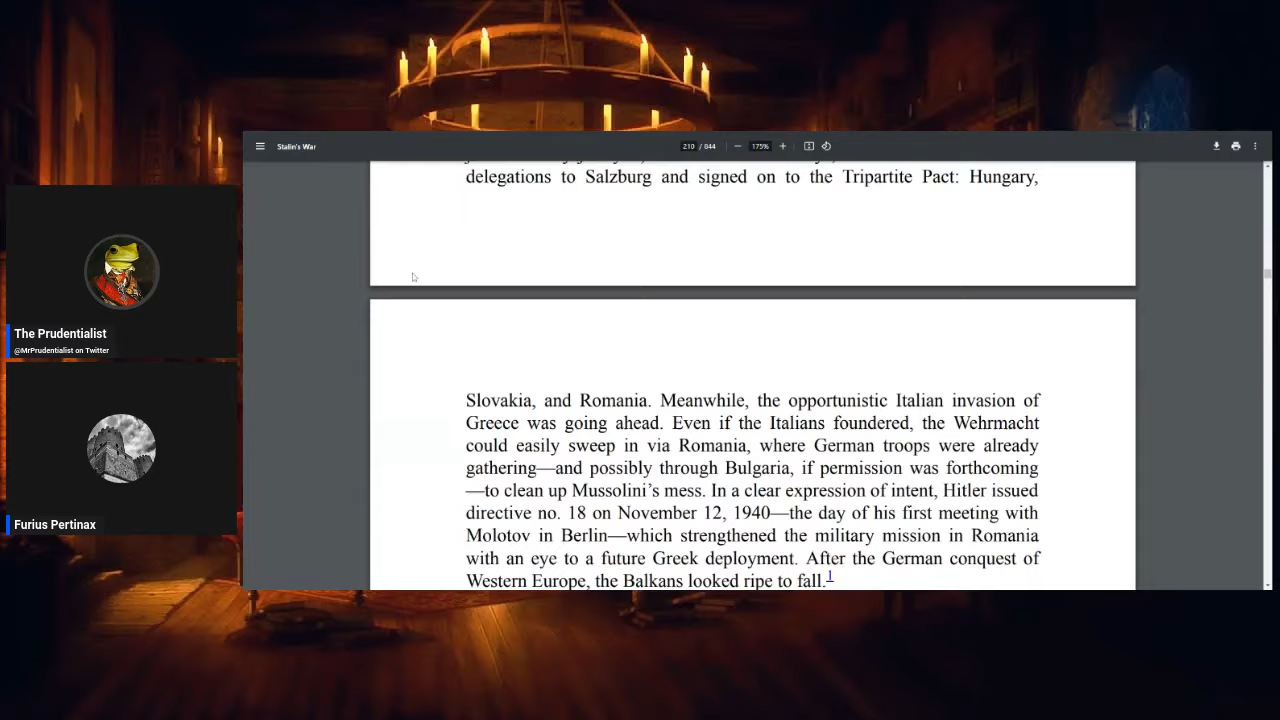 Stalin's War
210 / 844
175%
delegations to Salzburg and signed on to the Tripartite Pact: Hungary,
Slovakia, and Romania. Meanwhile, the opportunistic Italian invasion of
Greece was going ahead. Even if the Italians foundered, the Wehrmacht
could easily sweep in via Romania, where German troops were already
gathering—and possibly through Bulgaria, if permission was forthcoming
—to clean up Mussolini's mess. In a clear expression of intent, Hitler issued
directive no. 18 on November 12, 1940—the day of his first meeting with
Molotov in Berlin—which strengthened the military mission in Romania
with an eye to a future Greek deployment. After the German conquest of
Western Europe, the Balkans looked ripe to fall.1
The Prudentialist
@MrPrudentialist on Twitter
Furius Pertinax